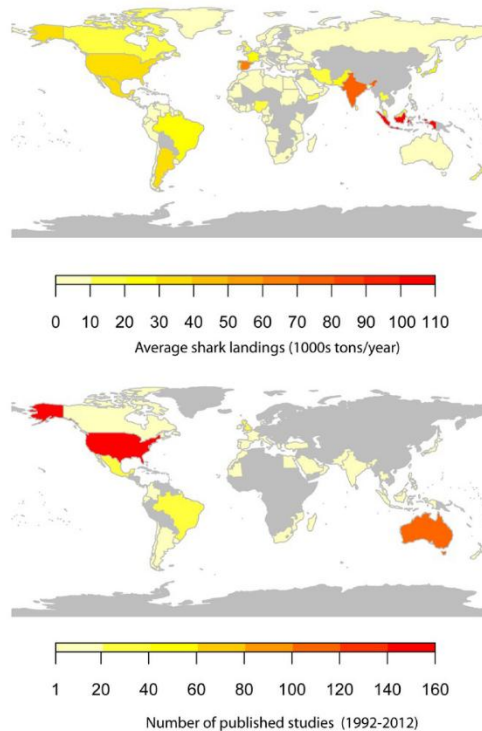 0 10 20 30 40 50 60 70 80 90 100 110
Average shark landings (1000s tons/year)
1 20 40 60 80 100 120 140 160
Number of published studies (1992-2012)